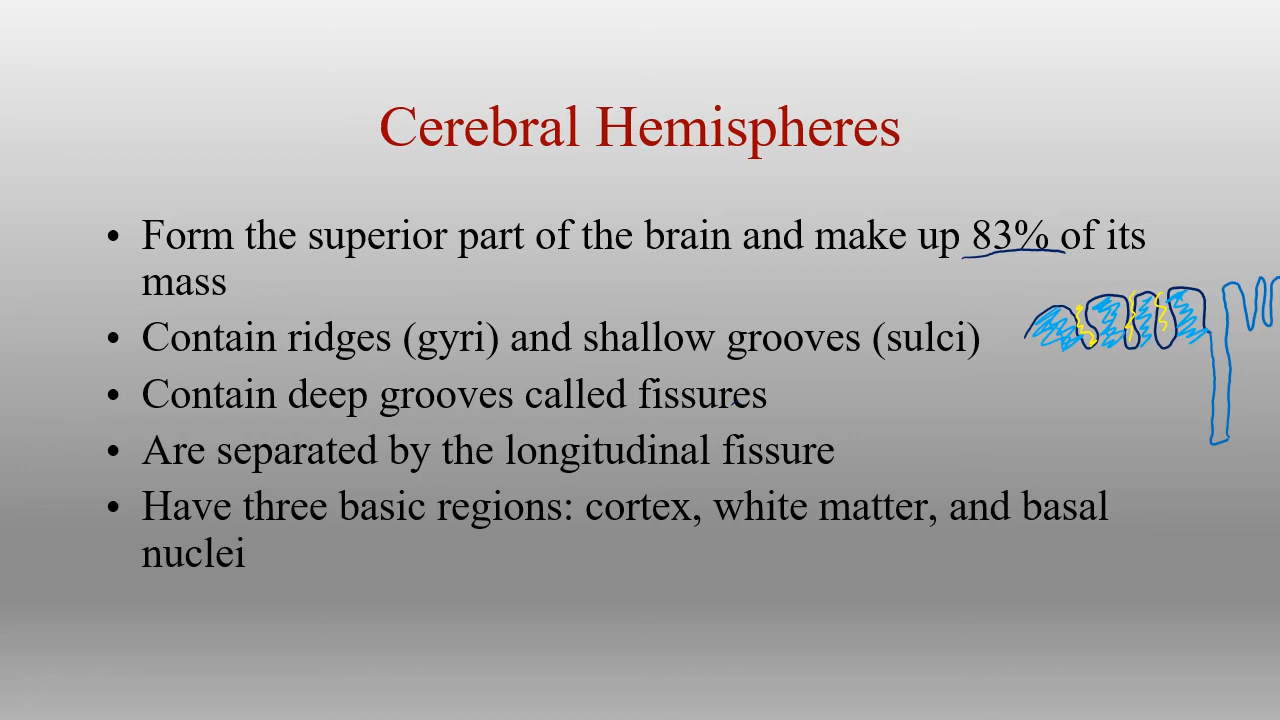 Cerebral Hemispheres
• Form the superior part of the brain and make up 83% of its
mass
• Contain ridges (gyri) and shallow grooves (sulci)
• Contain deep grooves called fissures
• Are separated by the longitudinal fissure
• Have three basic regions: cortex, white matter, and basal
nuclei